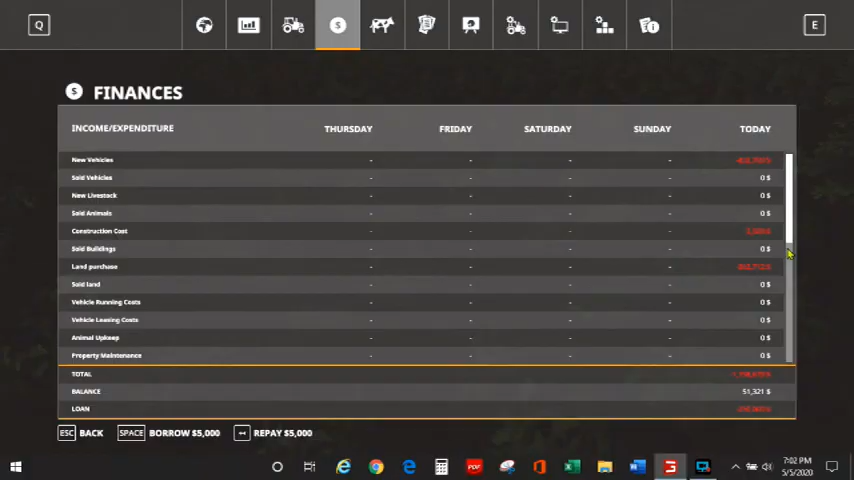 Q
$
E
$ FINANCES
INCOME/EXPENDITURE THURSDAY FRIDAY SATURDAY SUNDAY TODAY
New Vehicles - - - -
Sold Vehicles - - - - 0 $
New Livestock - - - - 0 $
Sold Animals - - - - 0 $
Construction Cost - - - -
Sold Buildings - - - - 0 $
Land purchase - - - -
Sold land - - - - 0 $
Vehicle Running Costs - - - - 0 $
Vehicle Leasing Costs - - - - 0 $
Animal Upkeep - - - - 0 $
Property Maintenance - - - - 0 $
TOTAL
BALANCE 51,321 $
LOAN
ESC BACK SPACE BORROW $5,000 REPAY $5,000
PDF
7:02 PM
5/5/2020